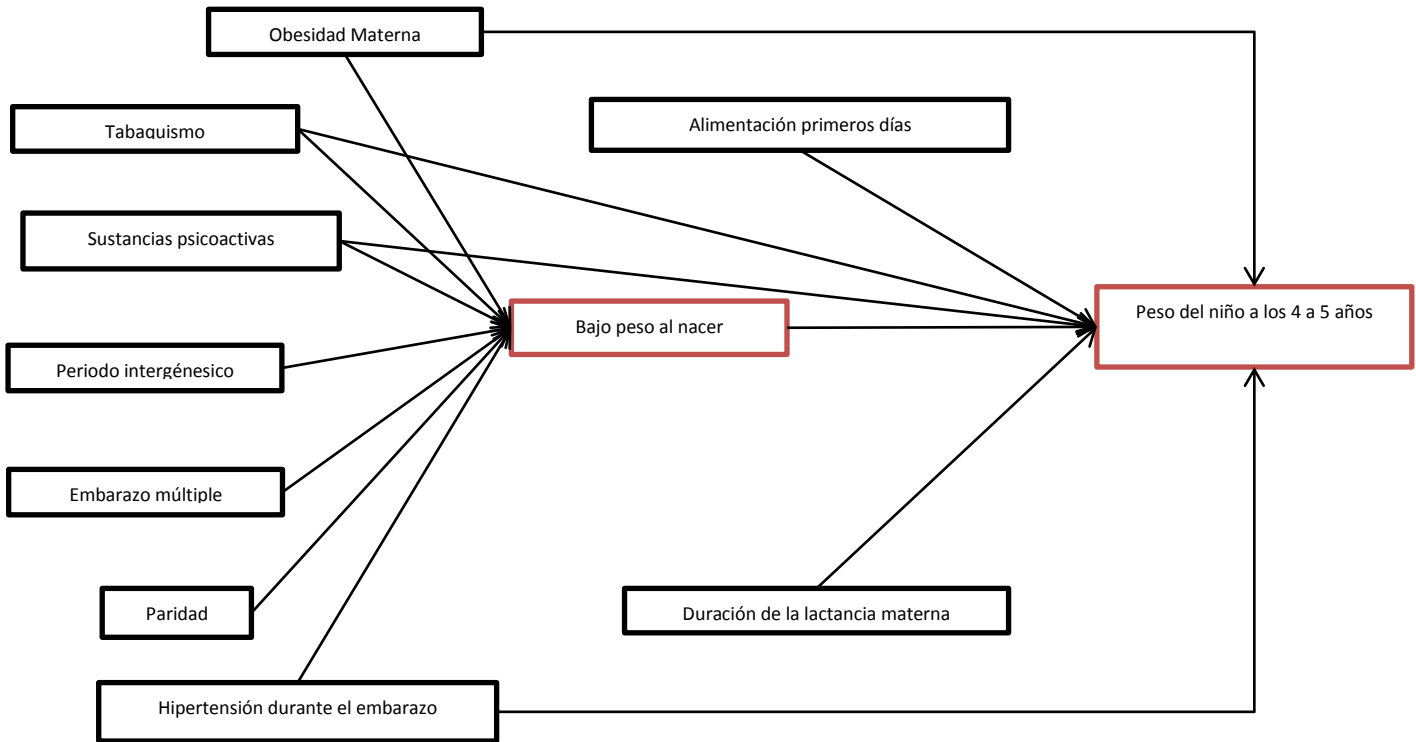 Obesidad Materna
Tabaquismo
Alimentación primeros días
Sustancias psicoactivas
Bajo peso al nacer
Peso del niño a los 4 a 5 años
Periodo intergénesico
Embarazo múltiple
Paridad
Duración de la lactancia materna
Hipertensión durante el embarazo